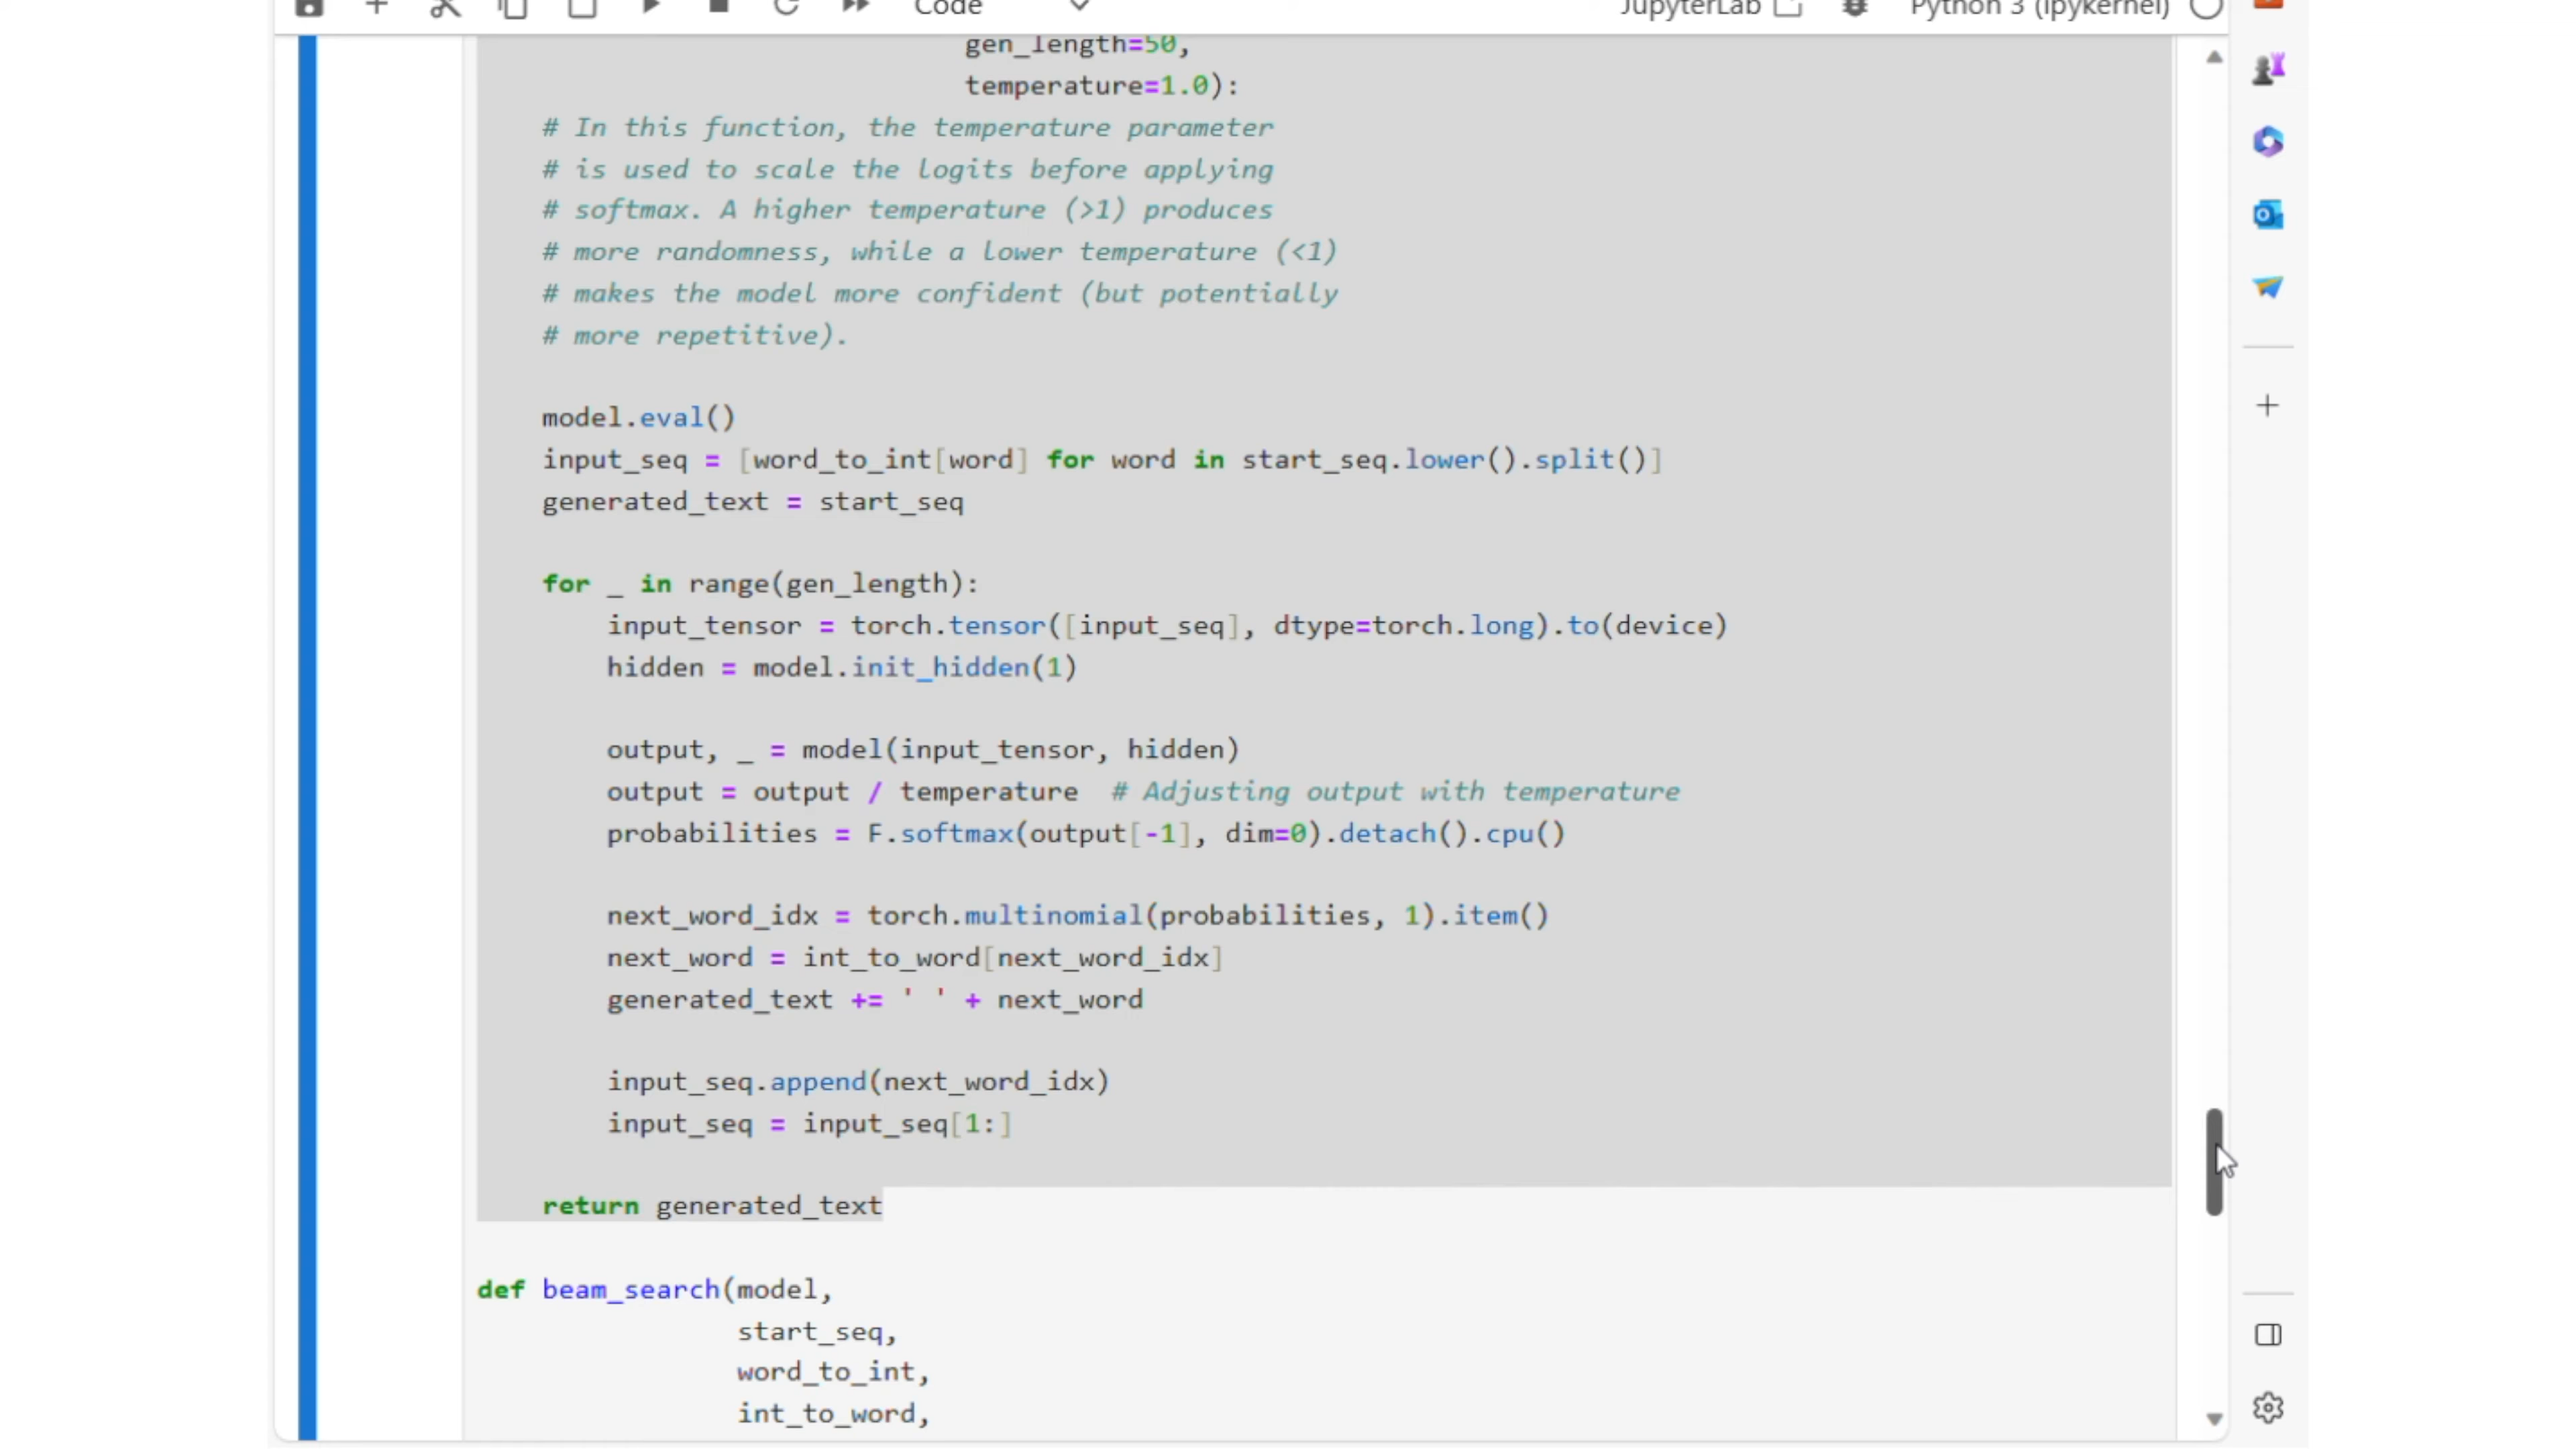 Code
JupyterLab
Python 3 (ipykernel)
gen_length=50,
temperature=1.0):
# In this function, the temperature parameter
# is used to scale the logits before applying
# softmax. A higher temperature (>1) produces
# more randomness, while a lower temperature (<1)
# makes the model more confident (but potentially
# more repetitive).
model.eval()
input_seq = [word_to_int[word] for word in start_seq.lower().split()]
generated_text = start_seq
for _ in range(gen_length):
input_tensor = torch.tensor([input_seq], dtype=torch.long).to(device)
hidden = model.init_hidden(1)
output, _ = model(input_tensor, hidden)
output = output / temperature  # Adjusting output with temperature
probabilities = F.softmax(output[-1], dim=0).detach().cpu()
next_word_idx = torch.multinomial(probabilities, 1).item()
next_word = int_to_word[next_word_idx]
generated_text += ' ' + next_word
input_seq.append(next_word_idx)
input_seq = input_seq[1:]
return generated_text
def beam_search(model,
start_seq,
word_to_int,
int_to_word,